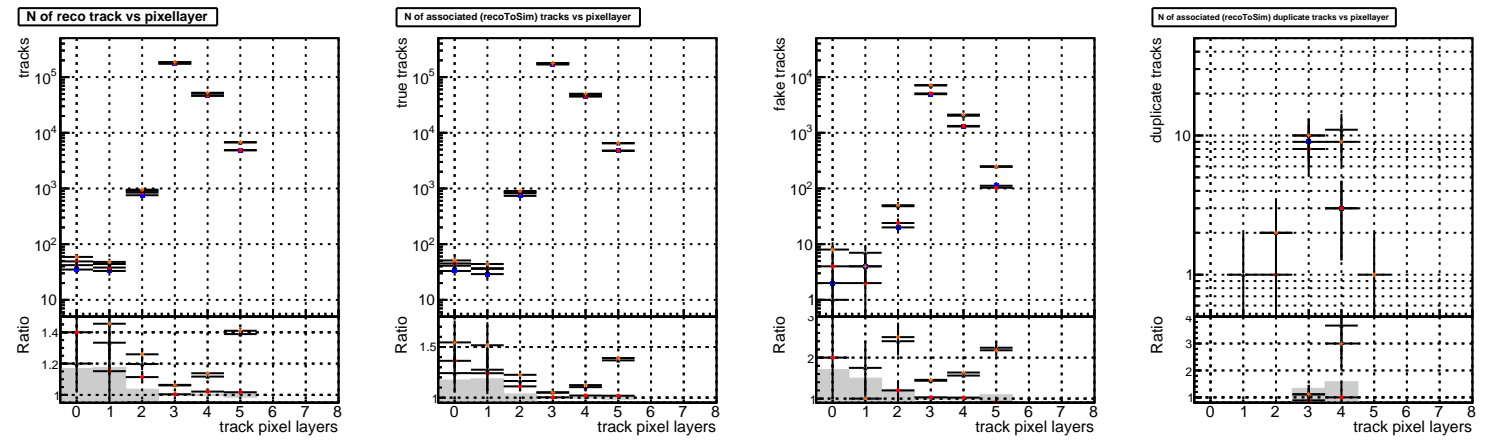 N of reco track vs pixellayer
tracks
10^5
10^4
10^3
10^2
10
Ratio
1.4
1.2
1
0 1 2 3 4 5 6 7 8
track pixel layers
N of associated (recoToSim) tracks vs pixellayer
true tracks
10^5
10^4
10^3
10^2
10
Ratio
1.5
1
0 1 2 3 4 5 6 7 8
track pixel layers
fake tracks
10^4
10^3
10^2
10
1
Ratio
3
2
1
0 1 2 3 4 5 6 7 8
track pixel layers
N of associated (recoToSim) duplicate tracks vs pixellayer
duplicate tracks
10
1
Ratio
4
3
2
1
0 1 2 3 4 5 6 7 8
track pixel layers